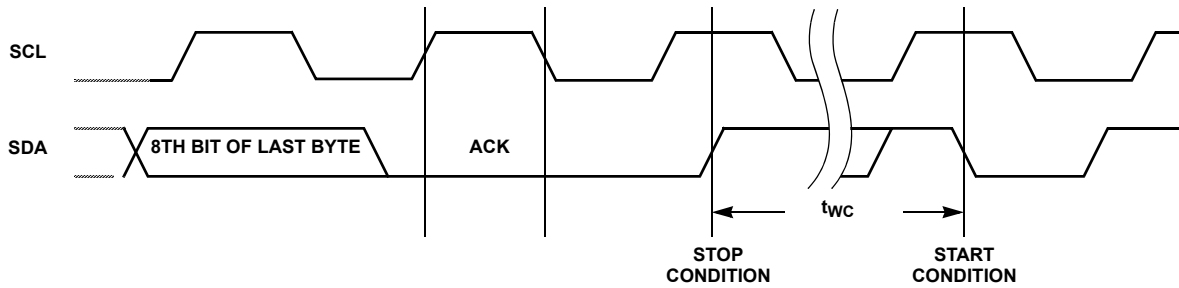 SCL
SDA
8TH BIT OF LAST BYTE
ACK
tWC
STOP
CONDITION
START
CONDITION